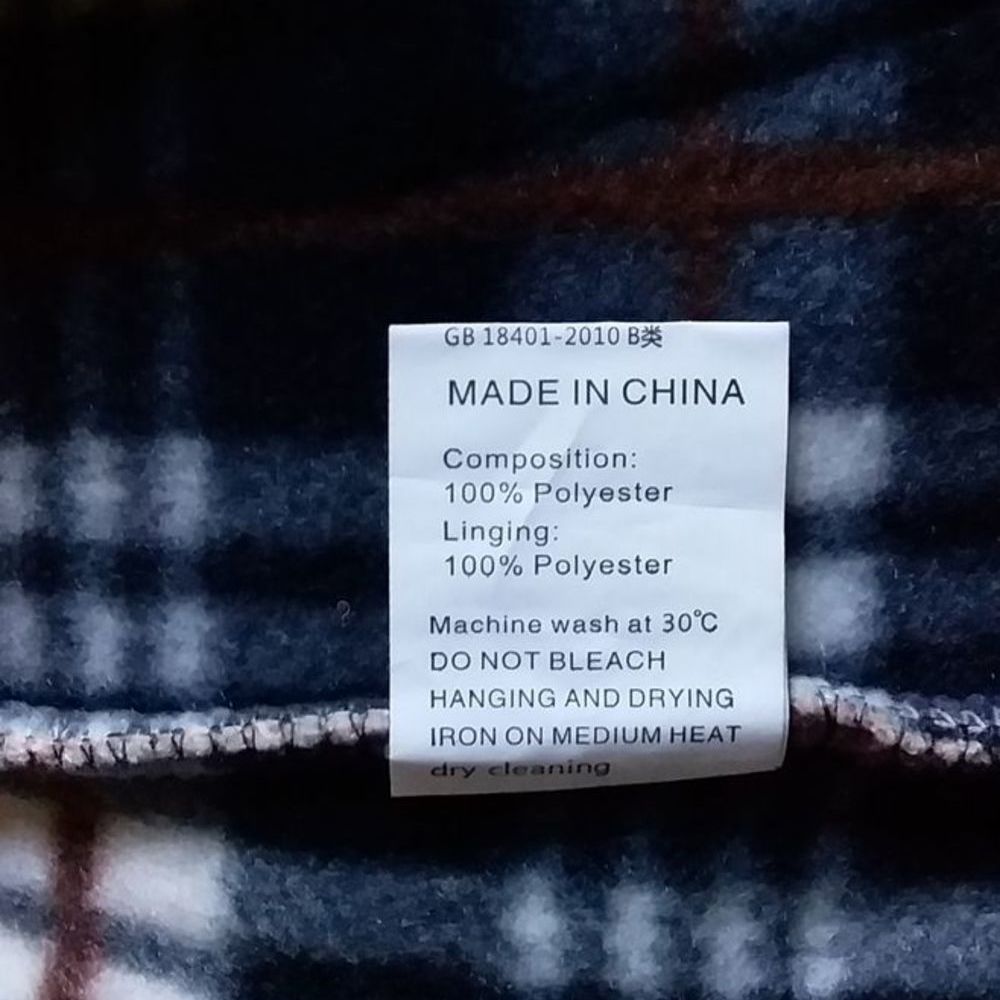 GB 18401-2010 B类
MADE IN CHINA
Composition:
100% Polyester
Linging:
100% Polyester
Machine wash at 30℃
DO NOT BLEACH
HANGING AND DRYING
IRON ON MEDIUM HEAT
dry cleaning